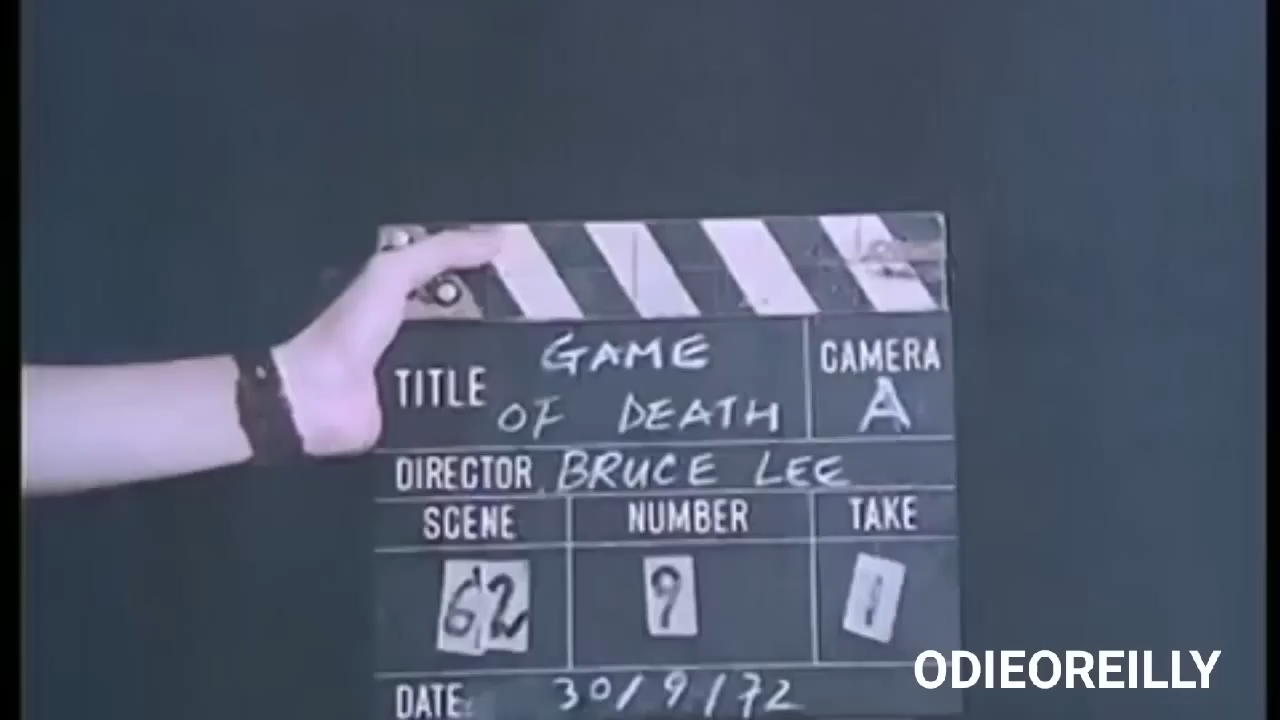 GAME
TITLE OF DEATH
CAMERA
A
DIRECTOR BRUCE LEE
SCENE NUMBER TAKE
62 9 1
DATE: 30/9/72
ODIEOREILLY